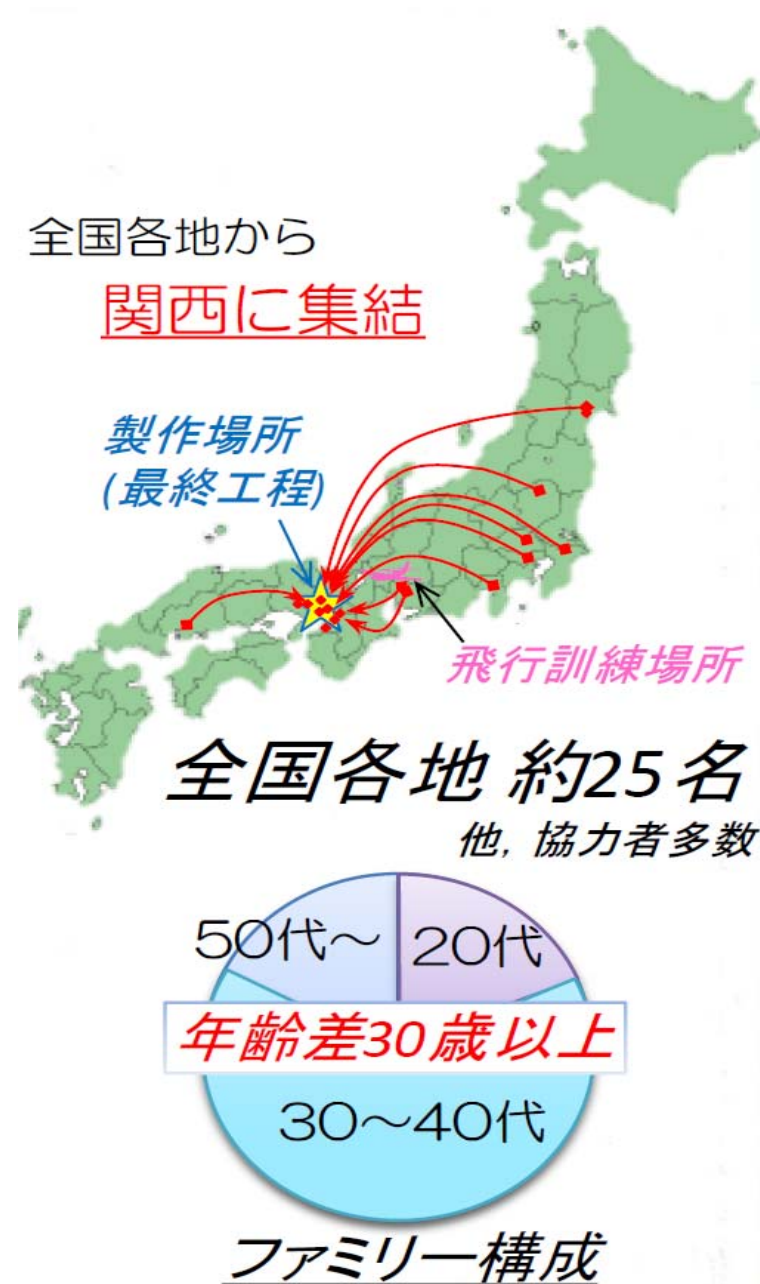 全国各地から
関西に集結
製作場所
(最終工程)
飛行訓練場所
全国各地 約25名
他, 協力者多数
50代～ 20代
年齢差30歳以上
30～40代
ファミリー構成